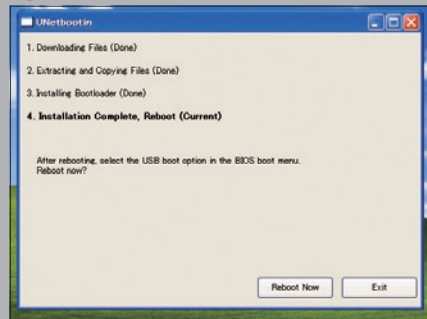 UNetbootin
1. Downloading Files (Done)
2. Extracting and Copying Files (Done)
3. Installing Bootloader (Done)
4. Installation Complete, Reboot (Current)
After rebooting, select the USB boot option in the BIOS boot menu.
Reboot now?
Reboot Now
Exit